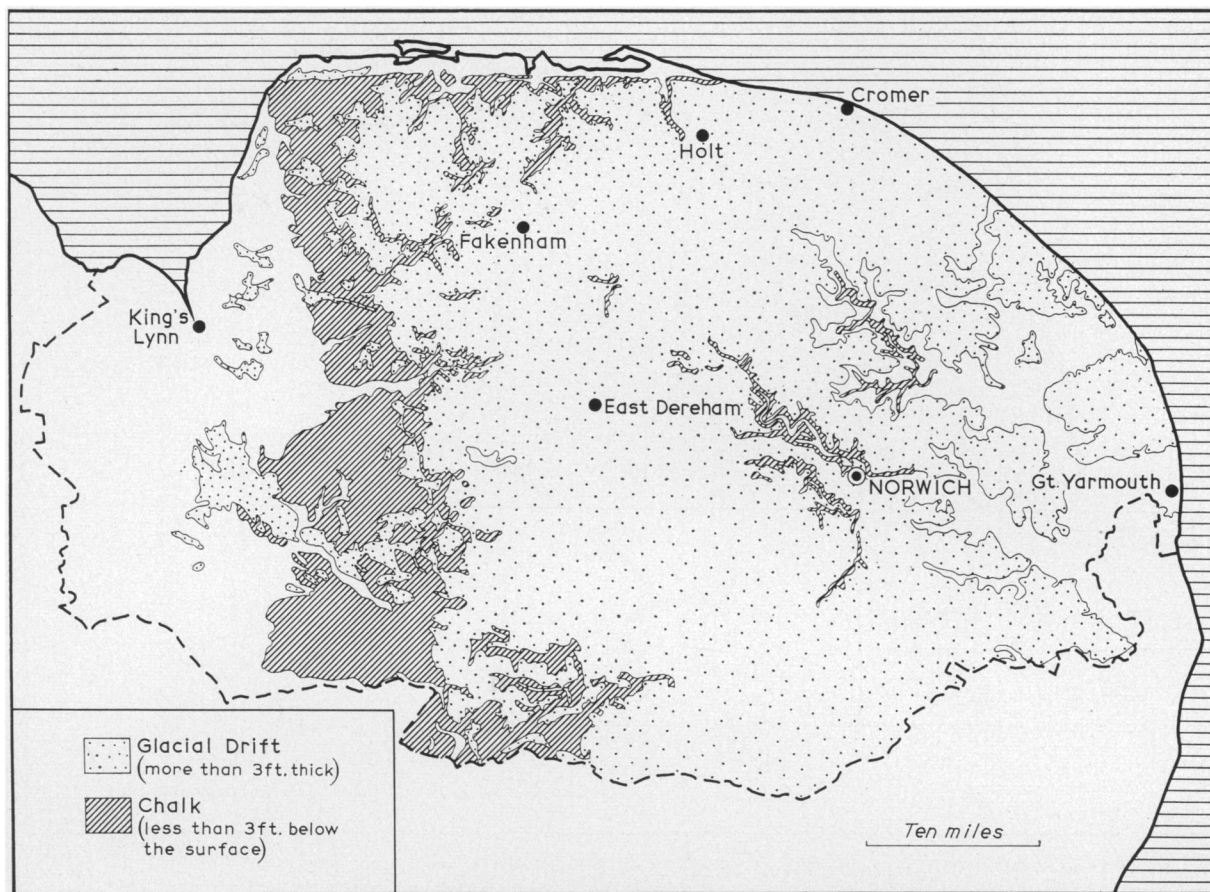 Cromer
Holt
Fakenham
King's
Lynn
East Dereham
NORWICH
Gt. Yarmouth
Glacial Drift
(more than 3ft. thick)
Chalk
(less than 3ft. below
the surface)
Ten miles